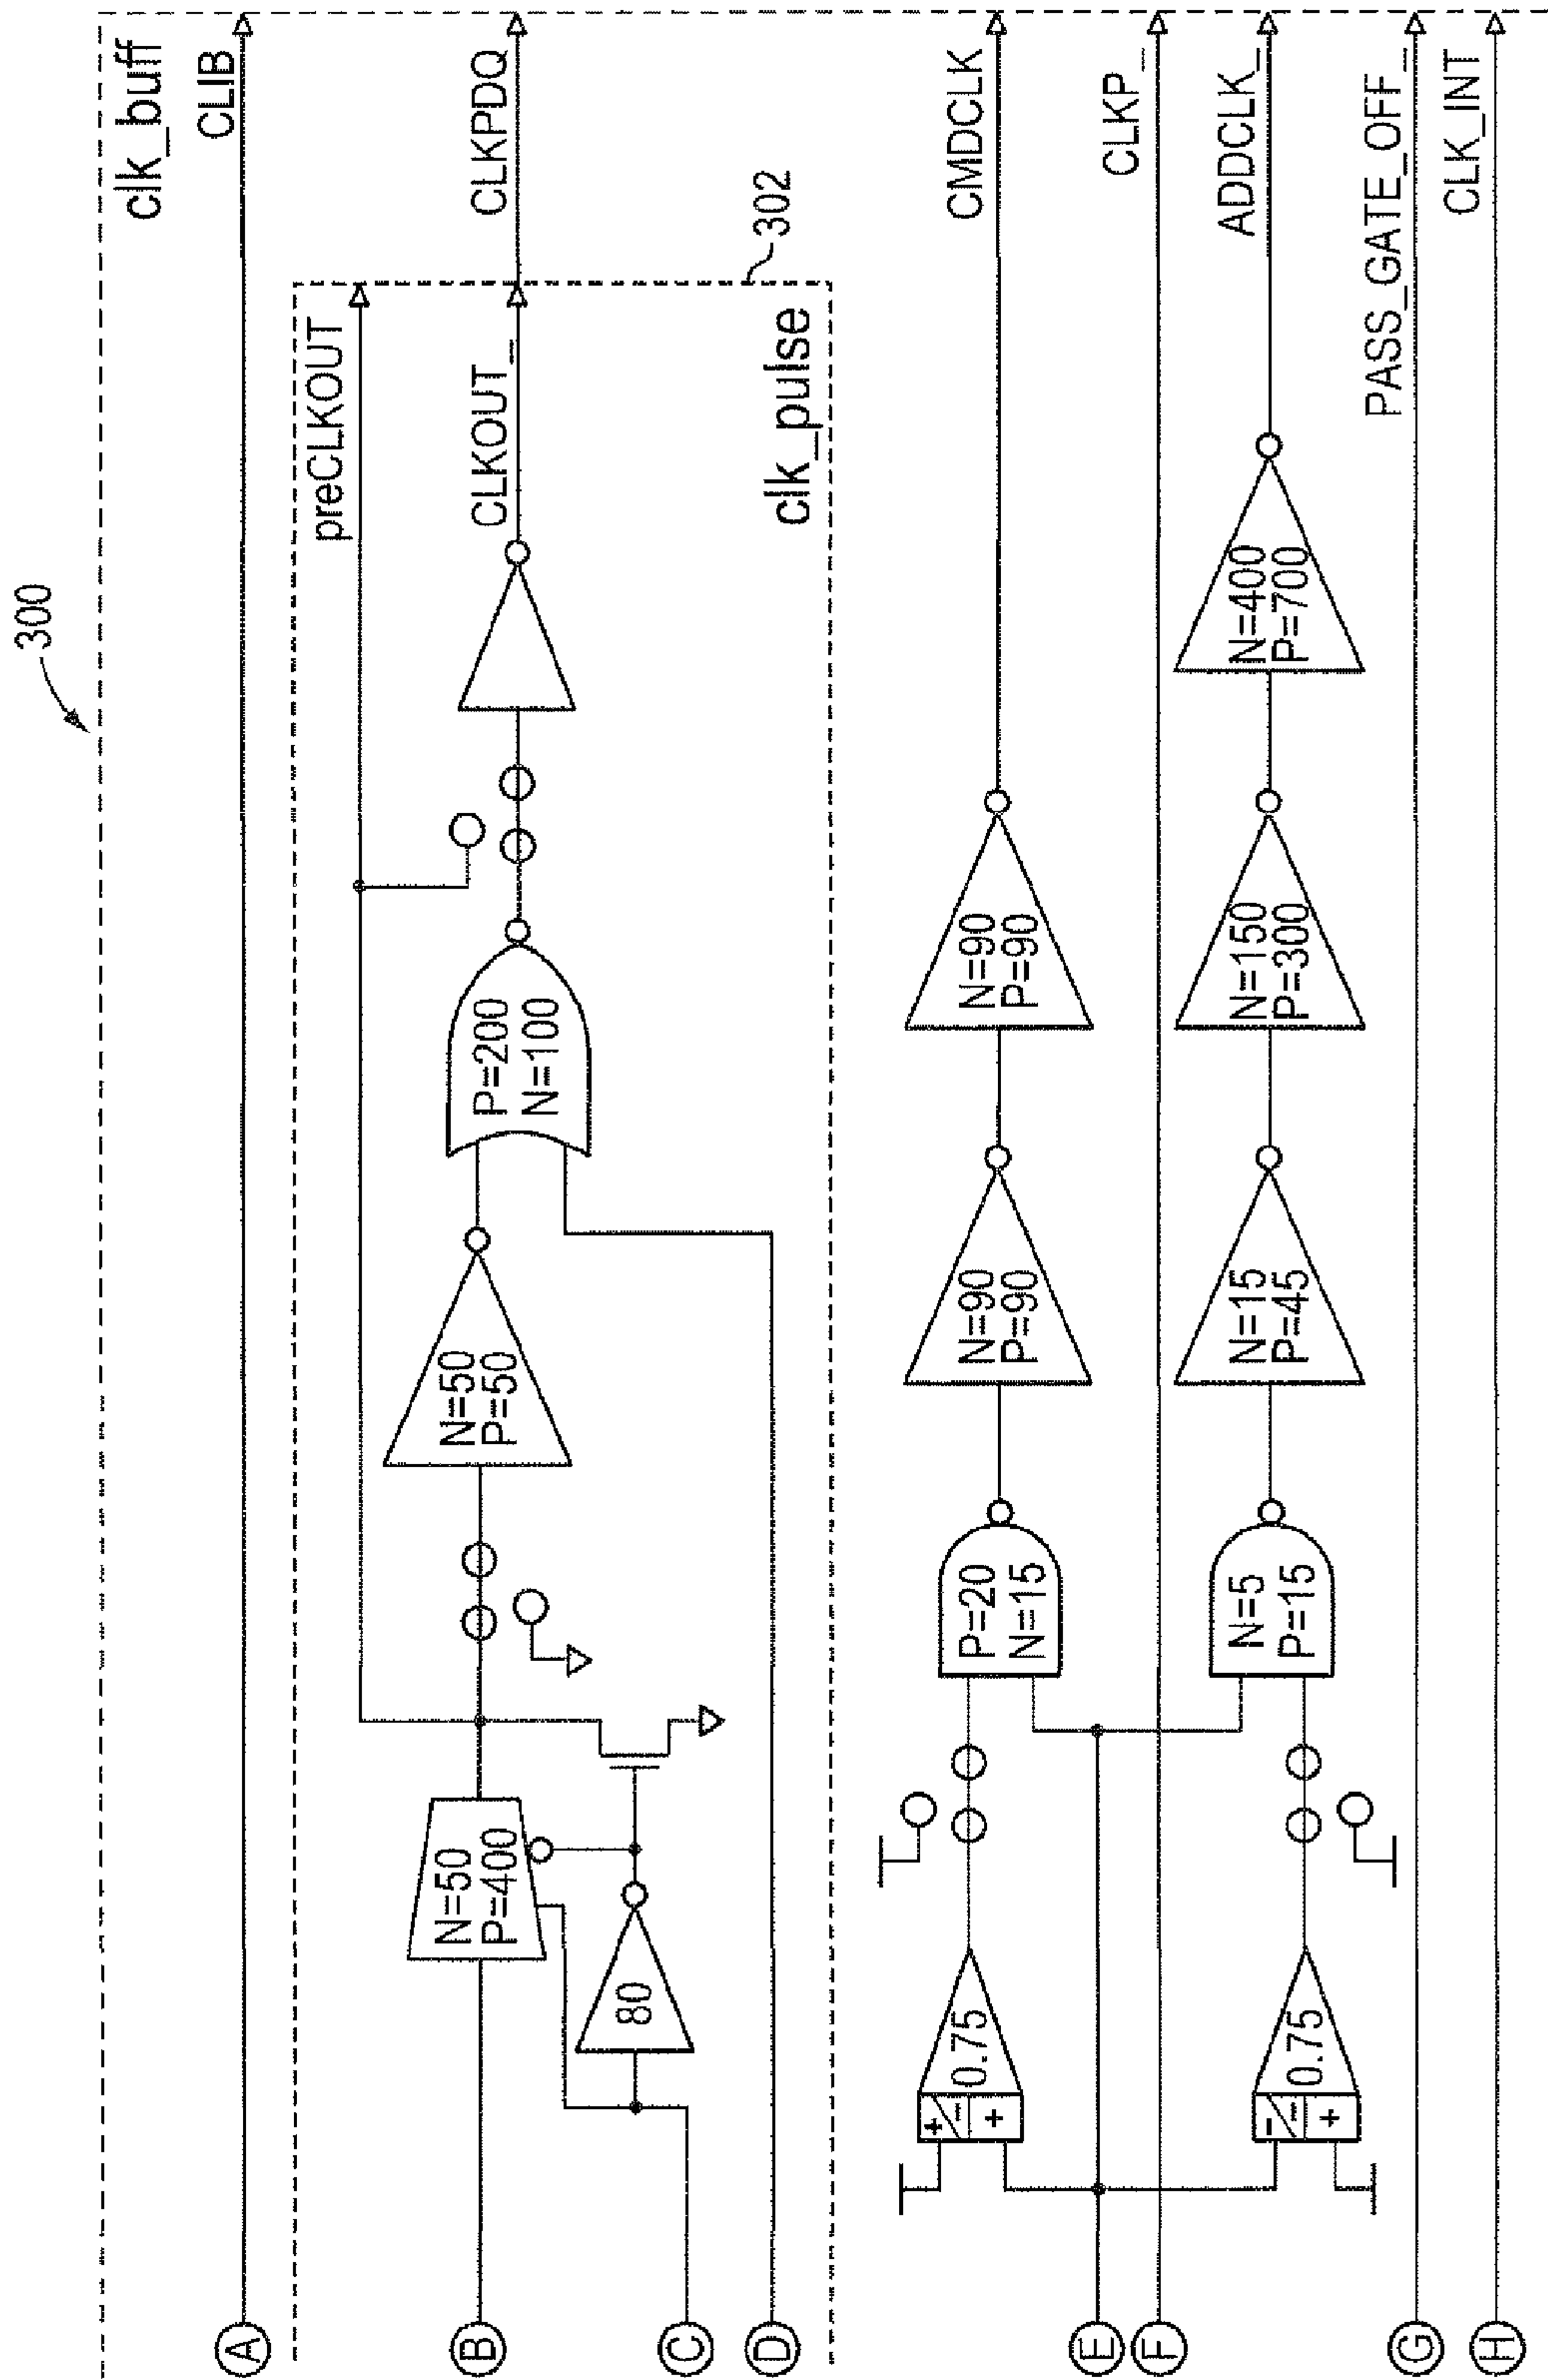 300
clk_buff
CLIB
preCLKOUT
CLKOUT_
CLKPDQ
302
clk_pulse
N=50
P=400
80
N=50
P=50
P=200
N=100
CMDCLK
CLKP_
ADDCLK_
PASS_GATE_OFF_
CLK_INT
+/-
+
0.75
P=20
N=15
N=90
P=90
N=90
P=90
-/-
+
0.75
N=5
P=15
N=15
P=45
N=150
P=300
N=400
P=700
A
B
C
D
E
F
G
H